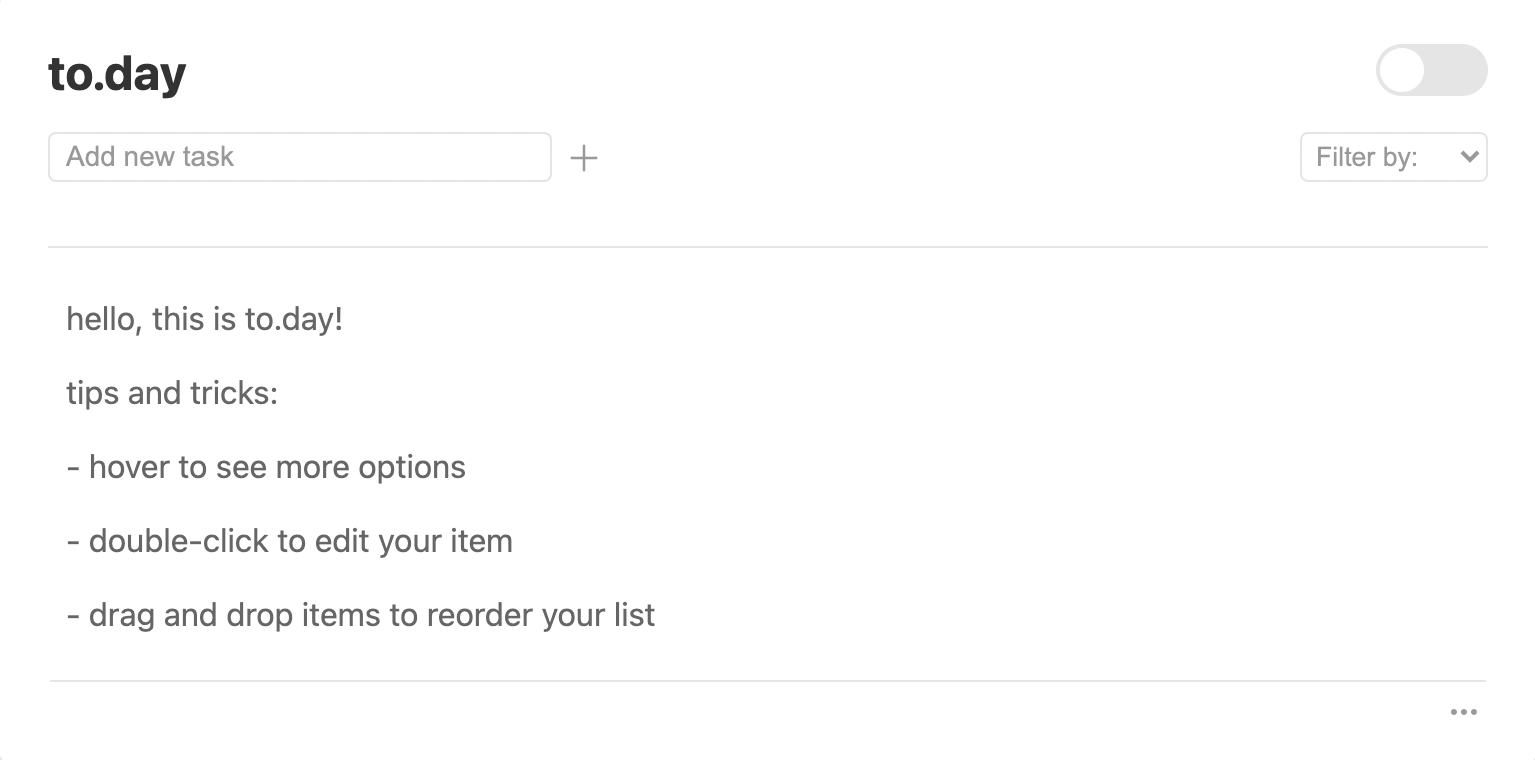 to.day
Add new task
Filter by:
hello, this is to.day!
tips and tricks:
- hover to see more options
- double-click to edit your item
- drag and drop items to reorder your list